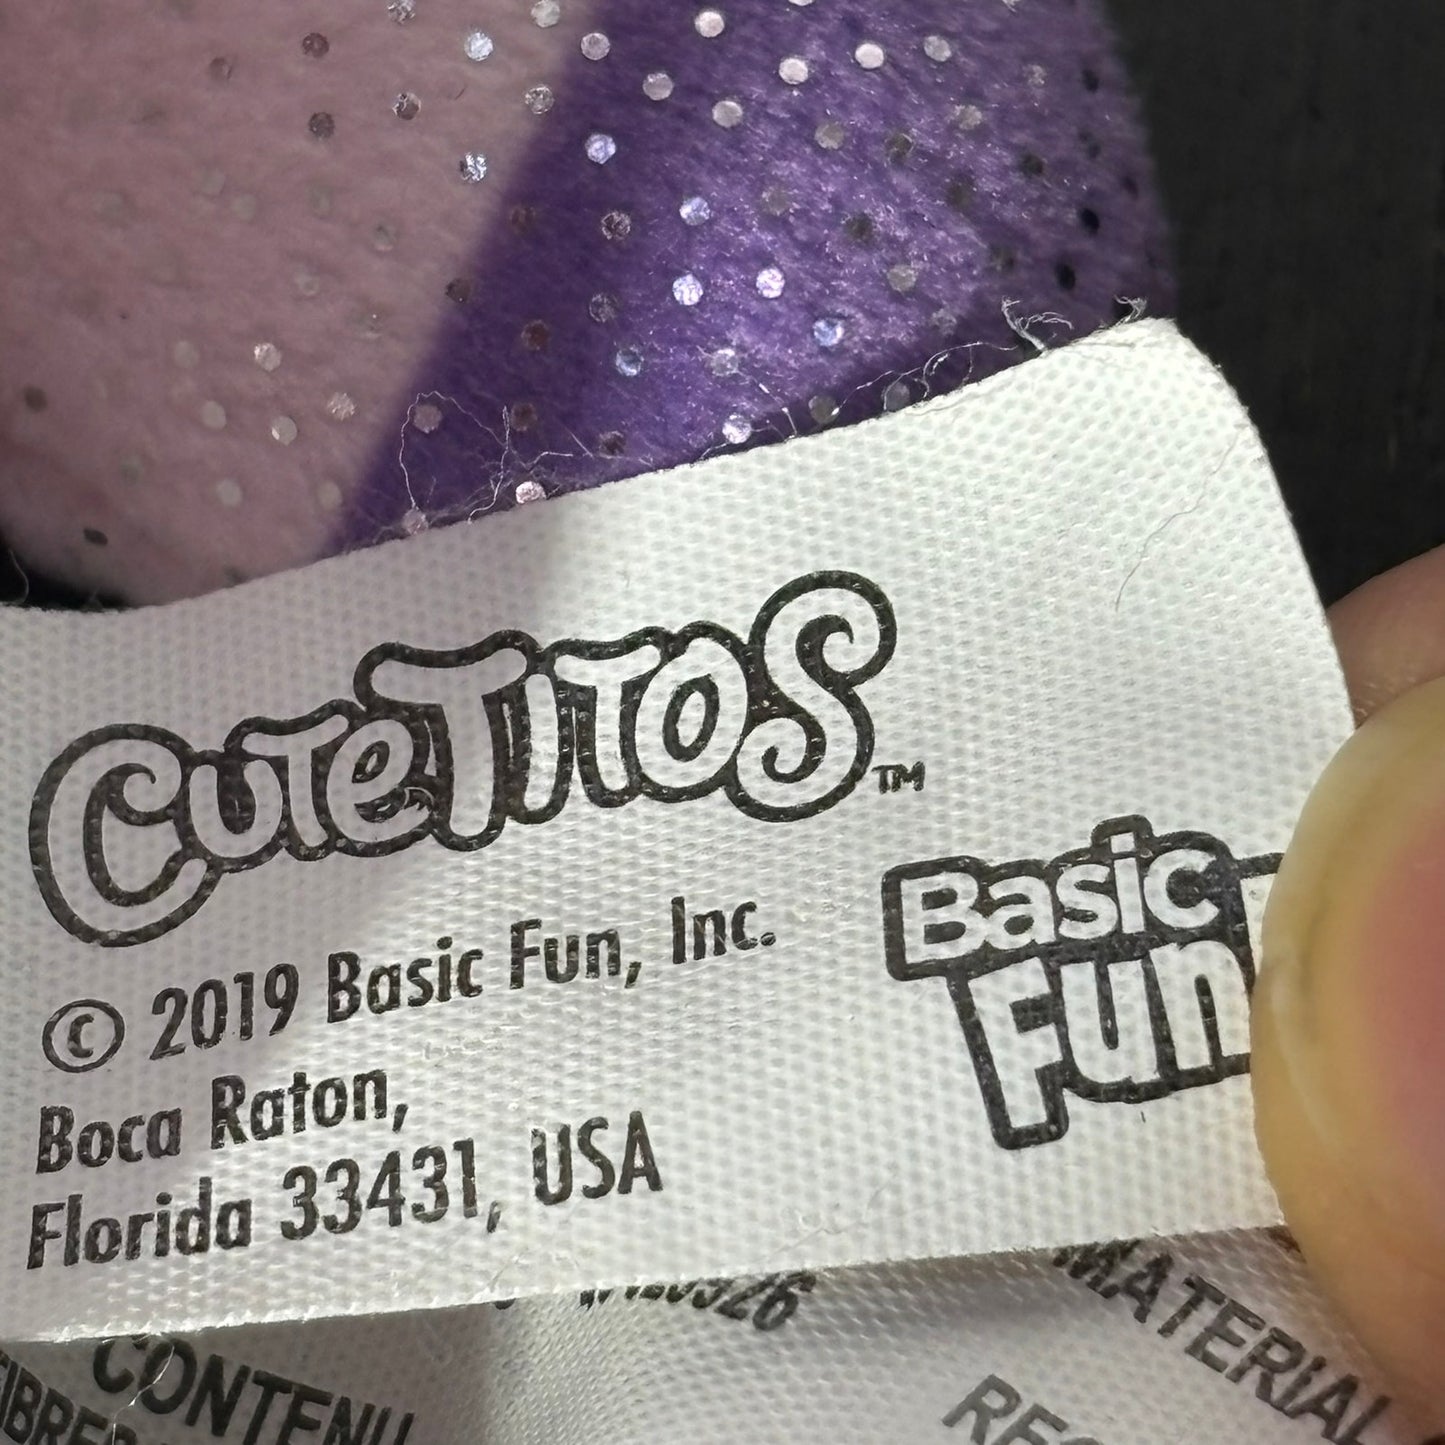 CUTETITOS™
Basic
Fun
© 2019 Basic Fun, Inc.
Boca Raton,
Florida 33431, USA
MATERIAL
CONTENU